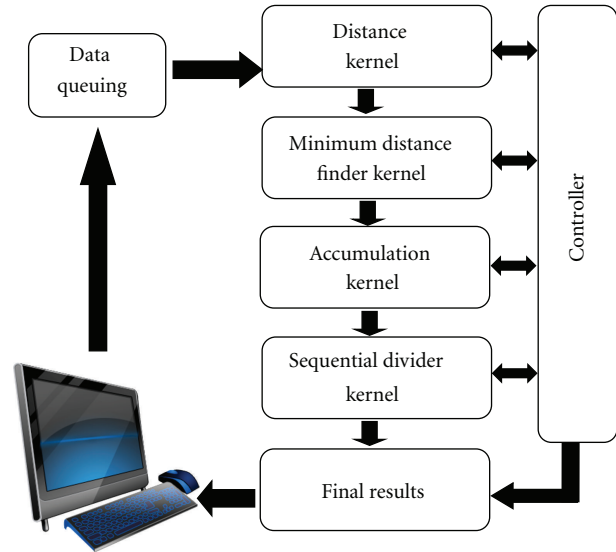 Data
queuing
Distance
kernel
Minimum distance
finder kernel
Accumulation
kernel
Sequential divider
kernel
Final results
Controller